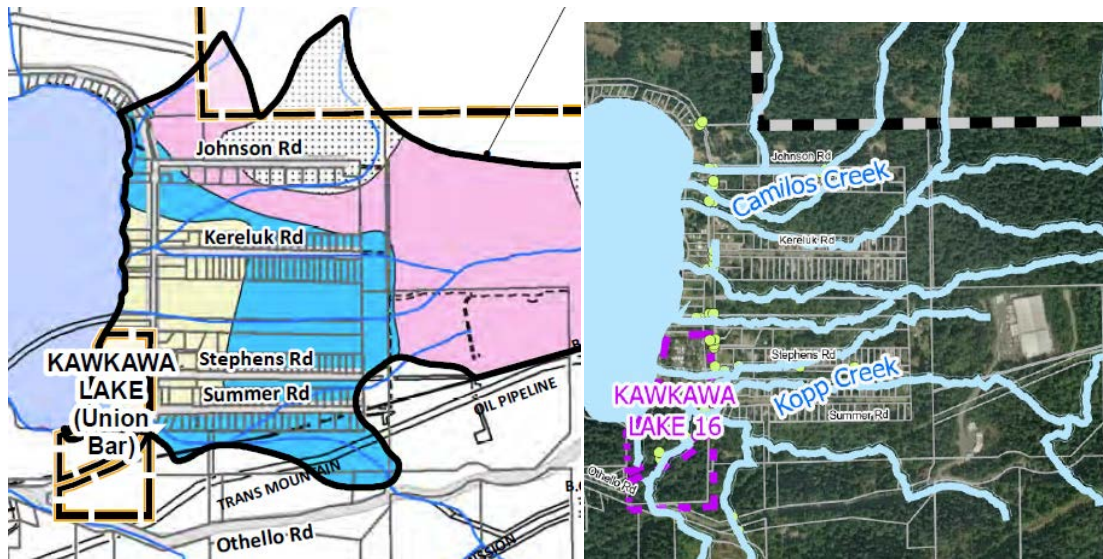 Johnson Rd
Kereluk Rd
Stephens Rd
Summer Rd
KAWKAWA
LAKE
(Union
Bar)
OIL PIPELINE
TRANS MOUNTAIN
Othello Rd
Johnson Rd
Camilos Creek
Kereluk Rd
Stephens Rd
Kopp Creek
Summer Rd
KAWKAWA
LAKE 16
Othello Rd